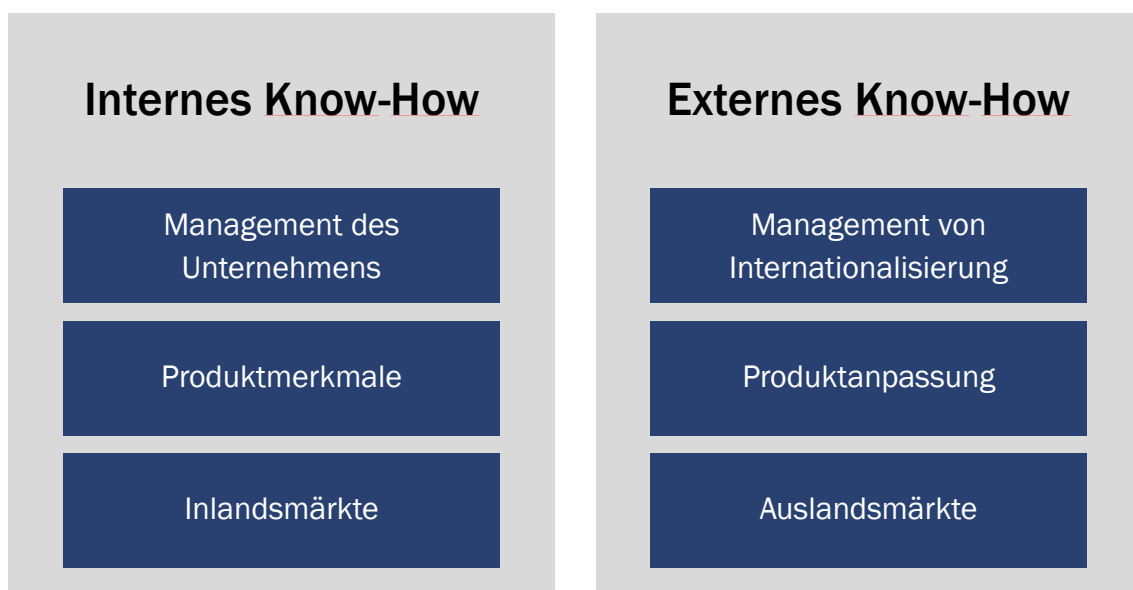 Internes Know-How
Management des
Unternehmens
Produktmerkmale
Inlandsmärkte
Externes Know-How
Management von
Internationalisierung
Produktanpassung
Auslandsmärkte